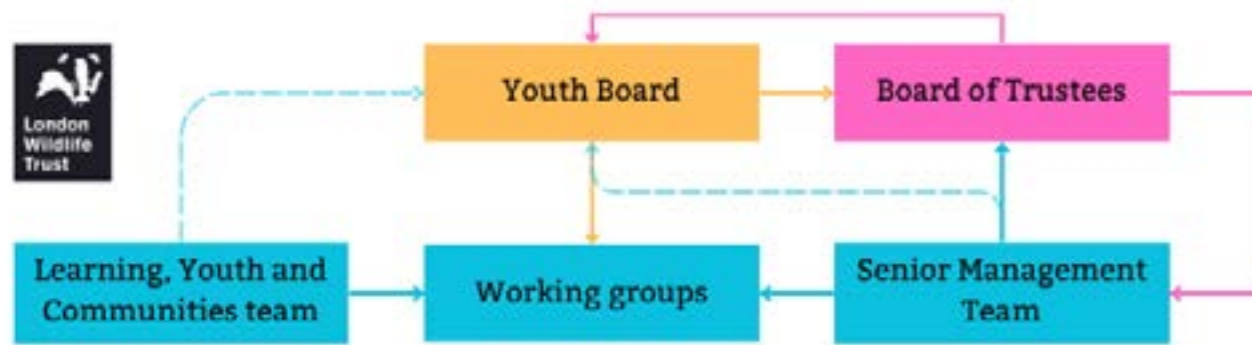 London
Wildlife
Trust
Youth Board
Board of Trustees
Learning, Youth and
Communities team
Working groups
Senior Management
Team